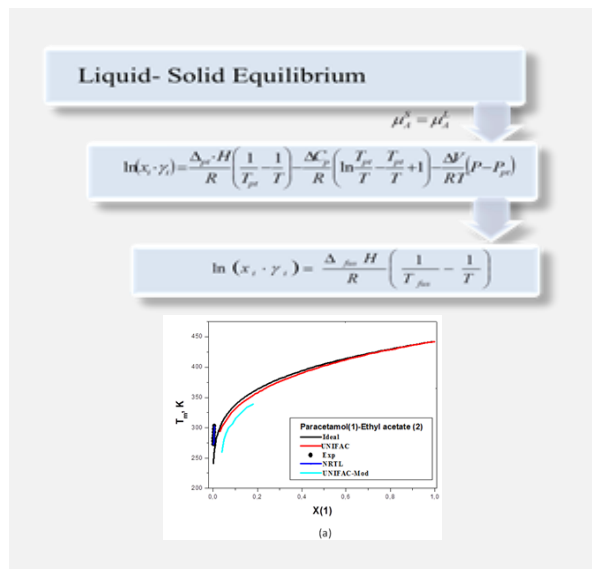 Liquid- Solid Equilibrium
μ_A^S = μ_A^L
ln(x_i·γ_i)=Δ_pt·H/R(1/T_pt−1/T)−ΔC_p/R(ln T_pt/T−T_pt/T+1)−ΔV/RT(P−P_pt)
ln (x_s · γ_s) = Δ_fus H/R (1/T_fus − 1/T)
450
400
350
300
250
200
T_m, K
Paracetamol(1)-Ethyl acetate (2)
Ideal
UNIFAC
Exp
NRTL
UNIFAC-Mod
0,0 0,2 0,4 0,6 0,8 1,0
X(1)
(a)